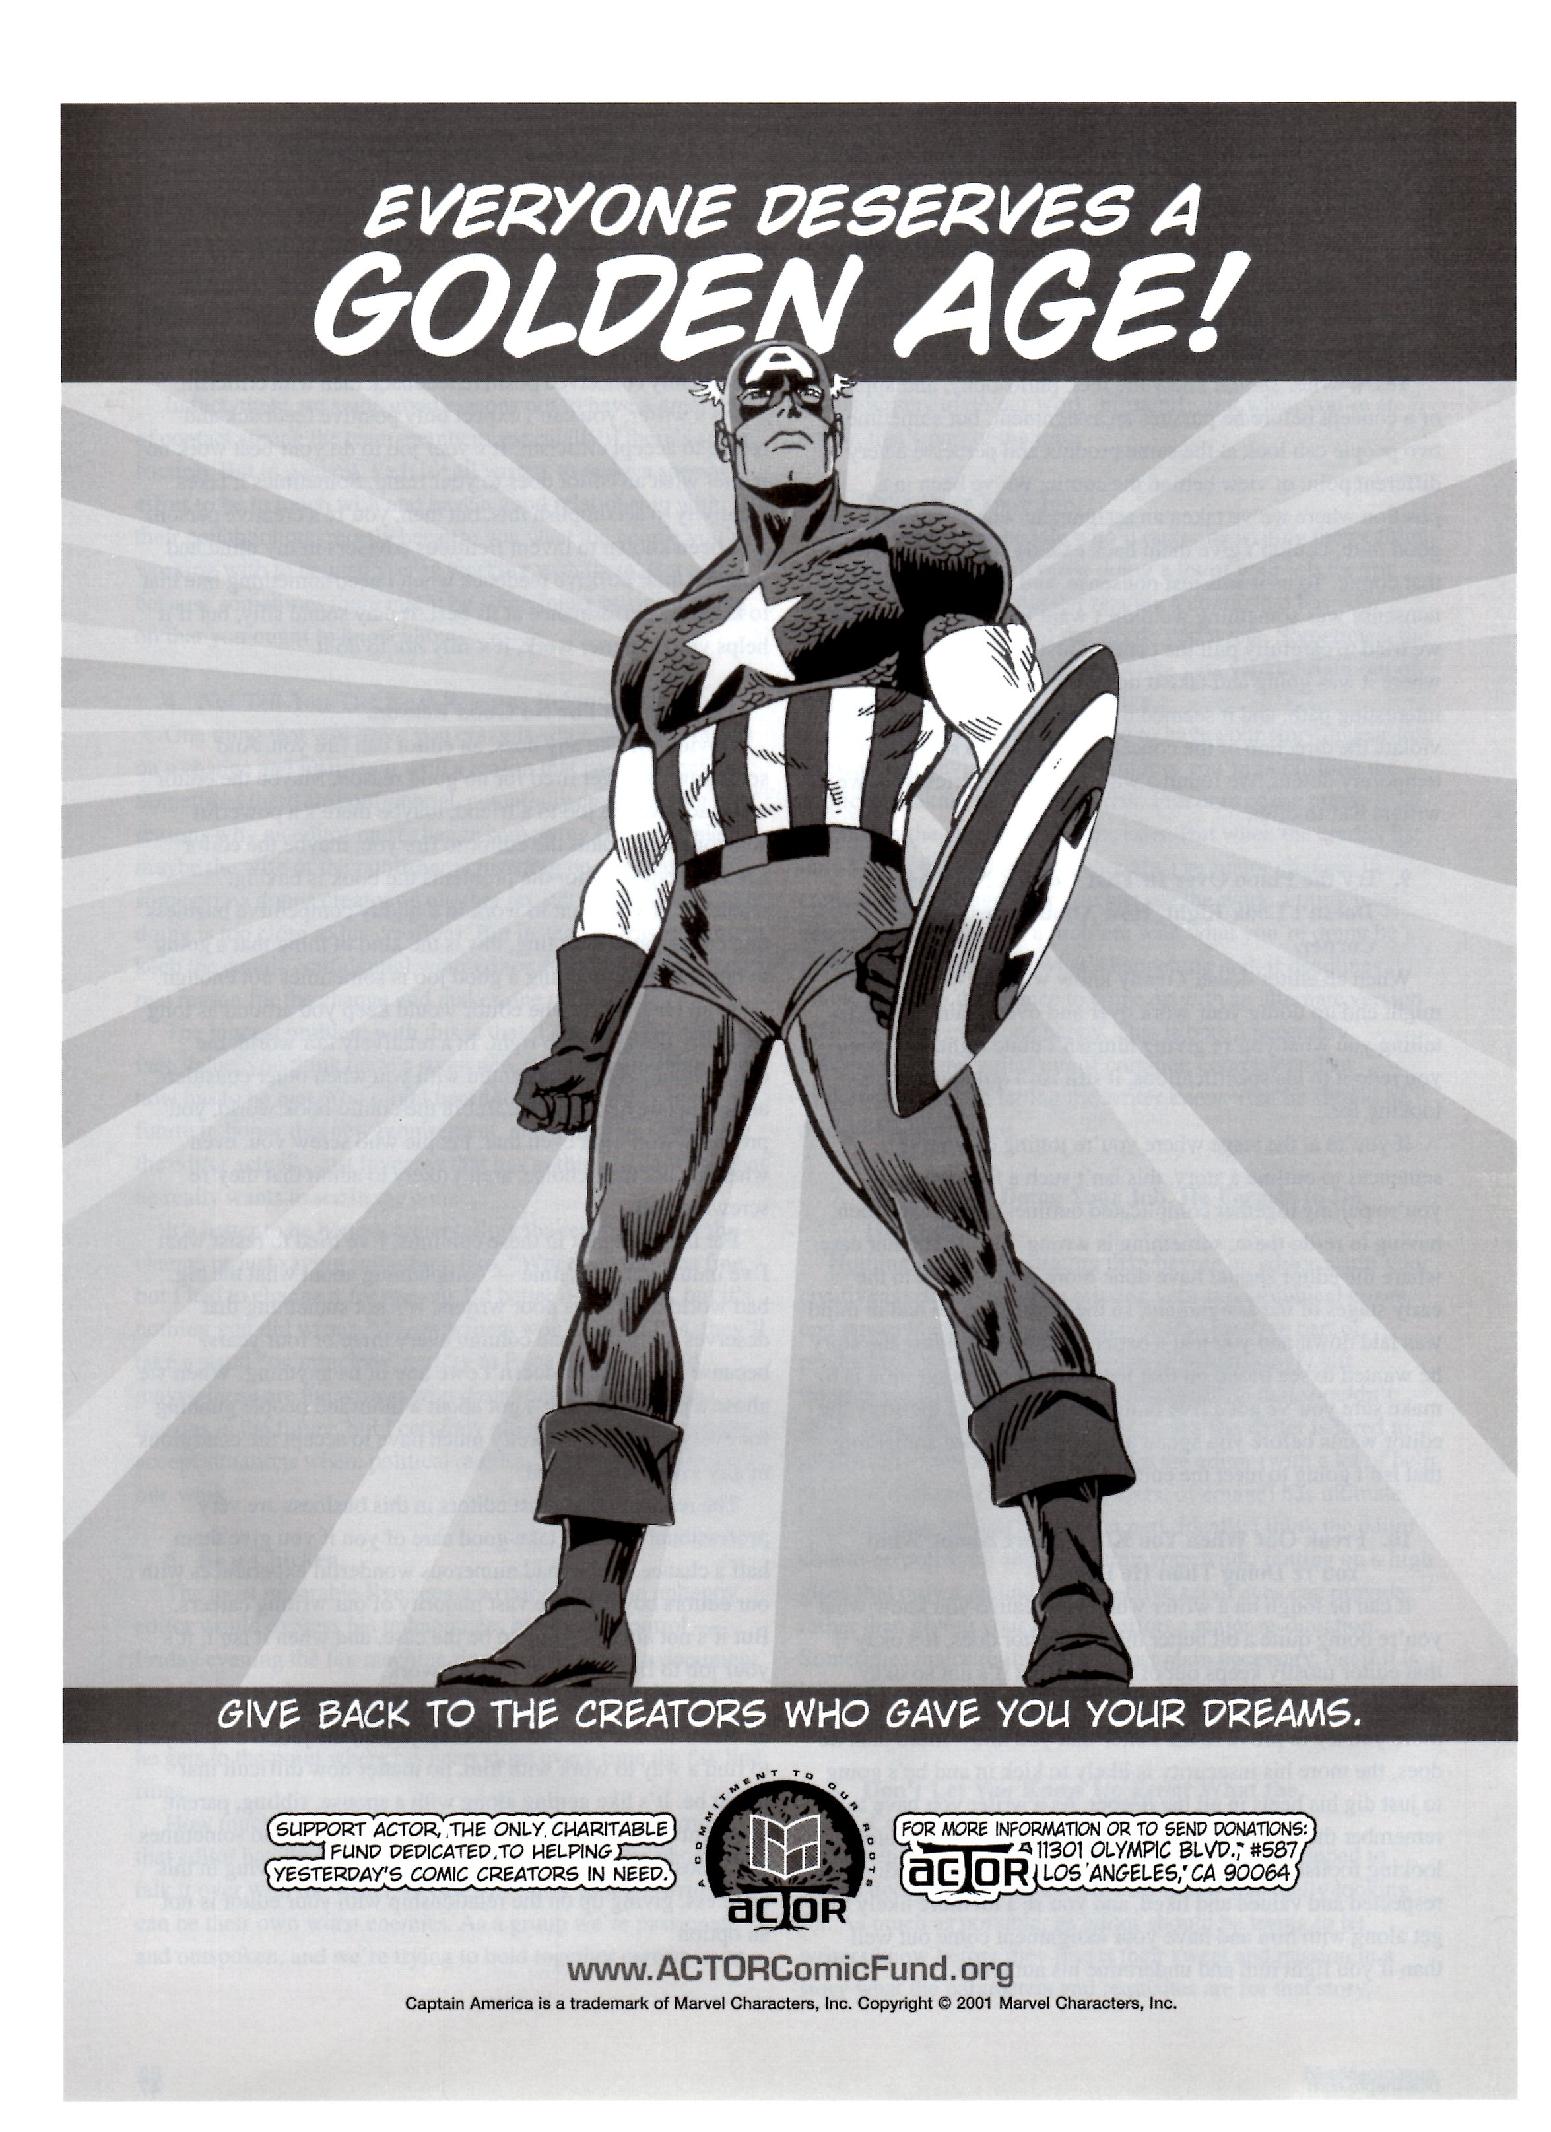 EVERYONE DESERVES A
GOLDEN AGE!
A
GIVE BACK TO THE CREATORS WHO GAVE YOU YOUR DREAMS.
SUPPORT ACTOR, THE ONLY CHARITABLE
FUND DEDICATED TO HELPING
YESTERDAY'S COMIC CREATORS IN NEED.
A COMMITMENT TO OUR ROOTS
ACTOR
FOR MORE INFORMATION OR TO SEND DONATIONS:
ACTOR
11301 OLYMPIC BLVD., #587
LOS ANGELES, CA 90064
www.ACTORComicFund.org
Captain America is a trademark of Marvel Characters, Inc. Copyright © 2001 Marvel Characters, Inc.